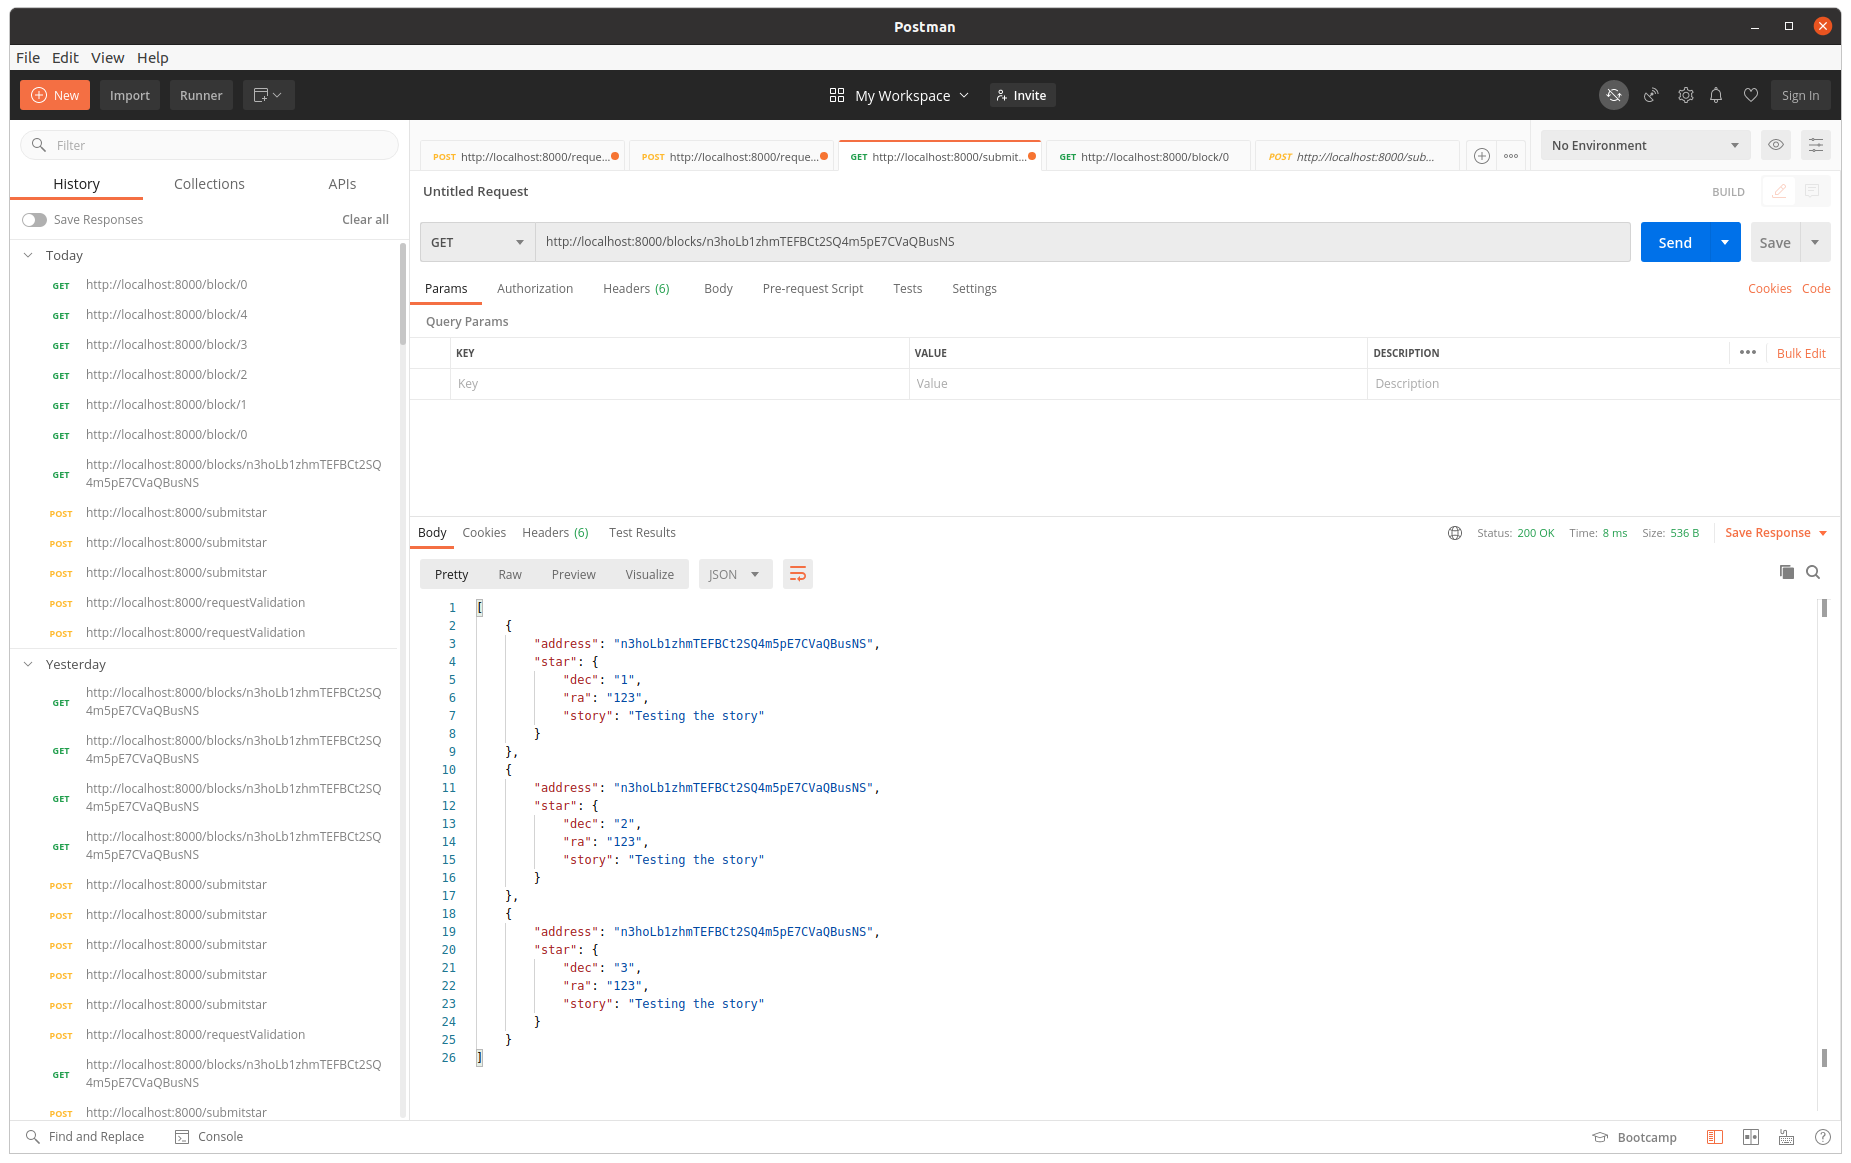 Postman
File Edit View Help
New Import Runner My Workspace Invite Sign In
Filter
History Collections APIs
Save Responses Clear all
Today
GET http://localhost:8000/block/0
GET http://localhost:8000/block/4
GET http://localhost:8000/block/3
GET http://localhost:8000/block/2
GET http://localhost:8000/block/1
GET http://localhost:8000/block/0
GET http://localhost:8000/blocks/n3hoLb1zhmTEFBCt2SQ
4m5pE7CVaQBusNS
POST http://localhost:8000/submitstar
POST http://localhost:8000/submitstar
POST http://localhost:8000/submitstar
POST http://localhost:8000/requestValidation
POST http://localhost:8000/requestValidation
Yesterday
GET http://localhost:8000/blocks/n3hoLb1zhmTEFBCt2SQ
4m5pE7CVaQBusNS
GET http://localhost:8000/blocks/n3hoLb1zhmTEFBCt2SQ
4m5pE7CVaQBusNS
GET http://localhost:8000/blocks/n3hoLb1zhmTEFBCt2SQ
4m5pE7CVaQBusNS
GET http://localhost:8000/blocks/n3hoLb1zhmTEFBCt2SQ
4m5pE7CVaQBusNS
POST http://localhost:8000/submitstar
POST http://localhost:8000/submitstar
POST http://localhost:8000/submitstar
POST http://localhost:8000/submitstar
POST http://localhost:8000/submitstar
POST http://localhost:8000/requestValidation
GET http://localhost:8000/blocks/n3hoLb1zhmTEFBCt2SQ
4m5pE7CVaQBusNS
POST http://localhost:8000/submitstar
POST http://localhost:8000/reque... POST http://localhost:8000/reque... GET http://localhost:8000/submit... GET http://localhost:8000/block/0 POST http://localhost:8000/sub... No Environment
Untitled Request BUILD
GET http://localhost:8000/blocks/n3hoLb1zhmTEFBCt2SQ4m5pE7CVaQBusNS Send Save
Params Authorization Headers (6) Body Pre-request Script Tests Settings Cookies Code
Query Params
KEY VALUE DESCRIPTION Bulk Edit
Key Value Description
Body Cookies Headers (6) Test Results Status: 200 OK Time: 8 ms Size: 536 B Save Response
Pretty Raw Preview Visualize JSON
1 [
2 {
3 "address": "n3hoLb1zhmTEFBCt2SQ4m5pE7CVaQBusNS",
4 "star": {
5 "dec": "1",
6 "ra": "123",
7 "story": "Testing the story"
8 }
9 },
10 {
11 "address": "n3hoLb1zhmTEFBCt2SQ4m5pE7CVaQBusNS",
12 "star": {
13 "dec": "2",
14 "ra": "123",
15 "story": "Testing the story"
16 }
17 },
18 {
19 "address": "n3hoLb1zhmTEFBCt2SQ4m5pE7CVaQBusNS",
20 "star": {
21 "dec": "3",
22 "ra": "123",
23 "story": "Testing the story"
24 }
25 }
26 ]
Find and Replace Console Bootcamp